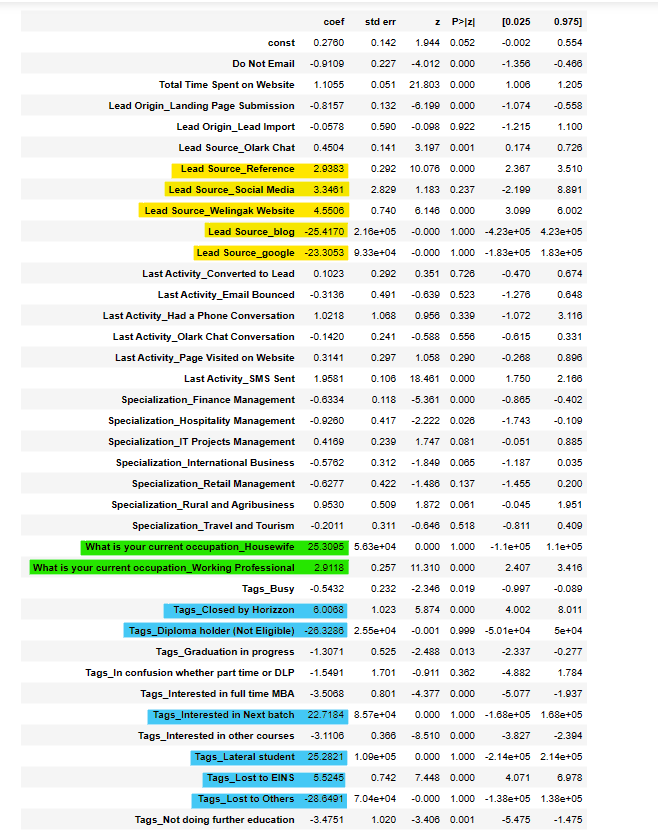 coef std err z P>|z| [0.025 0.975]
const 0.2760 0.142 1.944 0.052 -0.002 0.554
Do Not Email -0.9109 0.227 -4.012 0.000 -1.356 -0.466
Total Time Spent on Website 1.1055 0.051 21.803 0.000 1.006 1.205
Lead Origin_Landing Page Submission -0.8157 0.132 -6.199 0.000 -1.074 -0.558
Lead Origin_Lead Import -0.0578 0.590 -0.098 0.922 -1.215 1.100
Lead Source_Olark Chat 0.4504 0.141 3.197 0.001 0.174 0.726
Lead Source_Reference 2.9383 0.292 10.076 0.000 2.367 3.510
Lead Source_Social Media 3.3461 2.829 1.183 0.237 -2.199 8.891
Lead Source_Welingak Website 4.5506 0.740 6.146 0.000 3.099 6.002
Lead Source_blog -25.4170 2.16e+05 -0.000 1.000 -4.23e+05 4.23e+05
Lead Source_google -23.3053 9.33e+04 -0.000 1.000 -1.83e+05 1.83e+05
Last Activity_Converted to Lead 0.1023 0.292 0.351 0.726 -0.470 0.674
Last Activity_Email Bounced -0.3136 0.491 -0.639 0.523 -1.276 0.648
Last Activity_Had a Phone Conversation 1.0218 1.068 0.956 0.339 -1.072 3.116
Last Activity_Olark Chat Conversation -0.1420 0.241 -0.588 0.556 -0.615 0.331
Last Activity_Page Visited on Website 0.3141 0.297 1.058 0.290 -0.268 0.896
Last Activity_SMS Sent 1.9581 0.106 18.461 0.000 1.750 2.166
Specialization_Finance Management -0.6334 0.118 -5.361 0.000 -0.865 -0.402
Specialization_Hospitality Management -0.9260 0.417 -2.222 0.026 -1.743 -0.109
Specialization_IT Projects Management 0.4169 0.239 1.747 0.081 -0.051 0.885
Specialization_International Business -0.5762 0.312 -1.849 0.065 -1.187 0.035
Specialization_Retail Management -0.6277 0.422 -1.486 0.137 -1.455 0.200
Specialization_Rural and Agribusiness 0.9530 0.509 1.872 0.061 -0.045 1.951
Specialization_Travel and Tourism -0.2011 0.311 -0.646 0.518 -0.811 0.409
What is your current occupation_Housewife 25.3095 5.63e+04 0.000 1.000 -1.1e+05 1.1e+05
What is your current occupation_Working Professional 2.9118 0.257 11.310 0.000 2.407 3.416
Tags_Busy -0.5432 0.232 -2.346 0.019 -0.997 -0.089
Tags_Closed by Horizzon 6.0068 1.023 5.874 0.000 4.002 8.011
Tags_Diploma holder (Not Eligible) -26.3286 2.55e+04 -0.001 0.999 -5.01e+04 5e+04
Tags_Graduation in progress -1.3071 0.525 -2.488 0.013 -2.337 -0.277
Tags_In confusion whether part time or DLP -1.5491 1.701 -0.911 0.362 -4.882 1.784
Tags_Interested in full time MBA -3.5068 0.801 -4.377 0.000 -5.077 -1.937
Tags_Interested in Next batch 22.7184 8.57e+04 0.000 1.000 -1.68e+05 1.68e+05
Tags_Interested in other courses -3.1106 0.366 -8.510 0.000 -3.827 -2.394
Tags_Lateral student 25.2821 1.09e+05 0.000 1.000 -2.14e+05 2.14e+05
Tags_Lost to EINS 5.5245 0.742 7.448 0.000 4.071 6.978
Tags_Lost to Others -28.6491 7.04e+04 -0.000 1.000 -1.38e+05 1.38e+05
Tags_Not doing further education -3.4751 1.020 -3.406 0.001 -5.475 -1.475